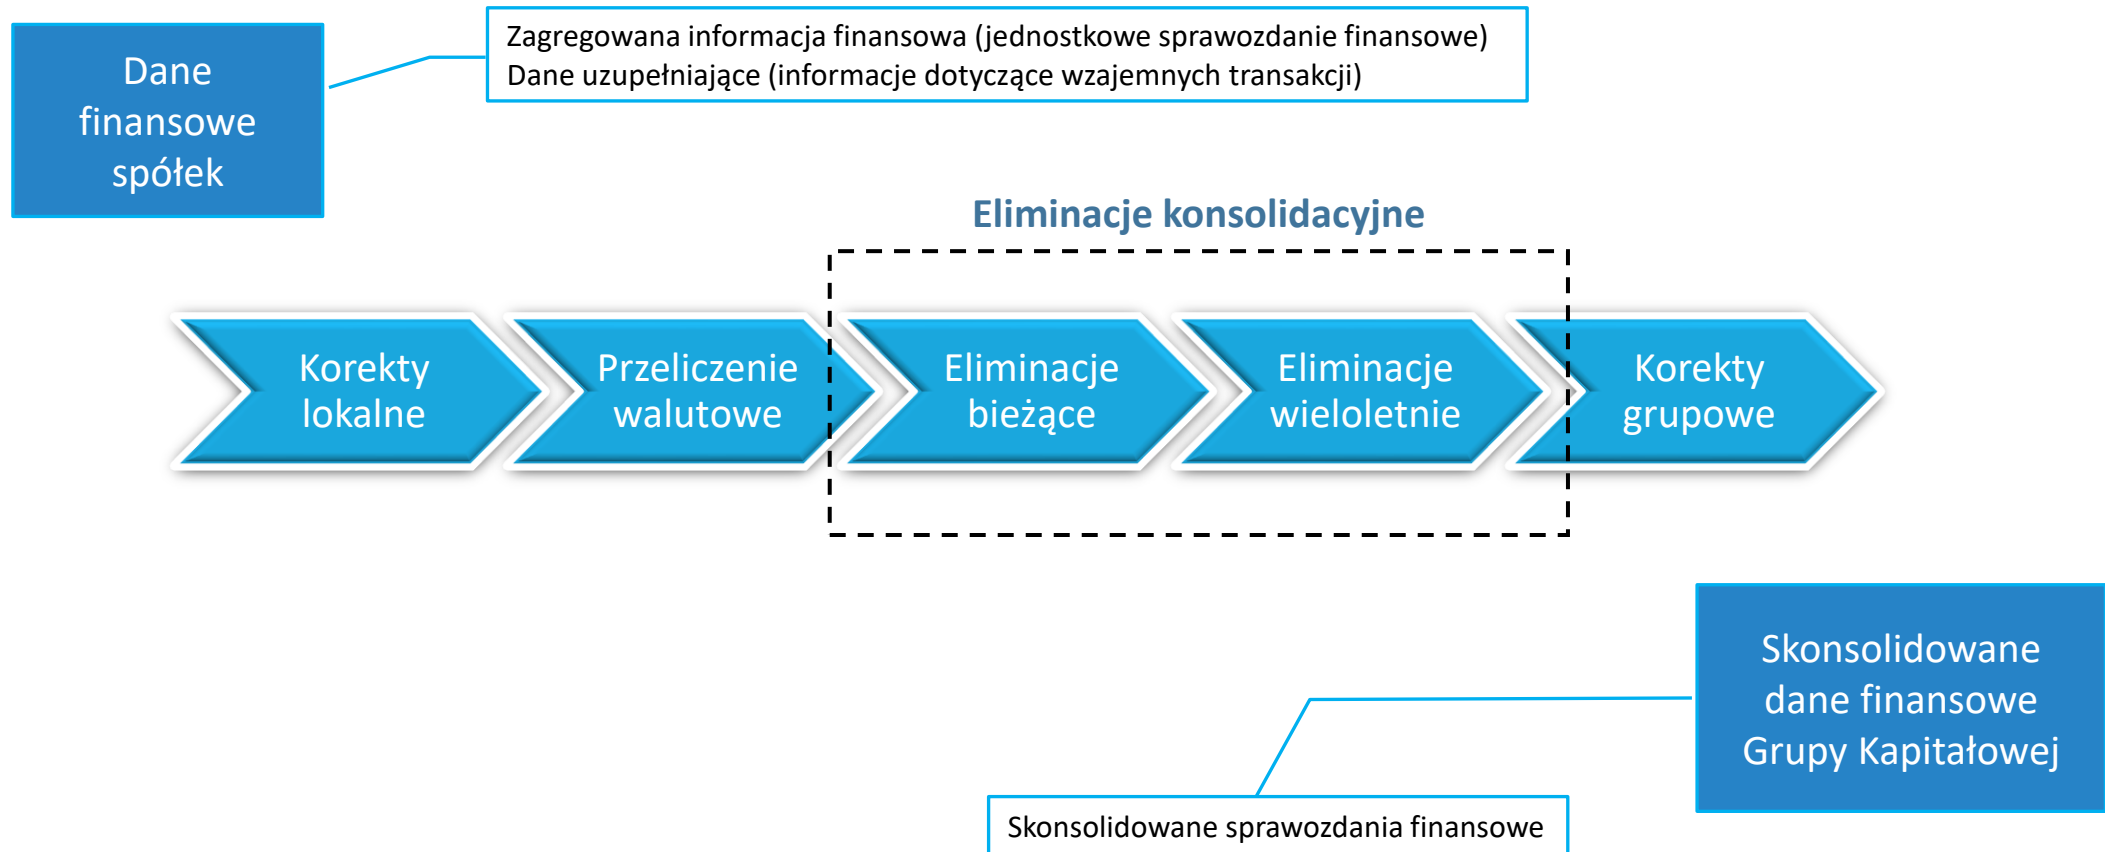 Dane
finansowe
spółek
Zagregowana informacja finansowa (jednostkowe sprawozdanie finansowe)
Dane uzupełniające (informacje dotyczące wzajemnych transakcji)
Eliminacje konsolidacyjne
Korekty
lokalne
Przeliczenie
walutowe
Eliminacje
bieżące
Eliminacje
wieloletnie
Korekty
grupowe
Skonsolidowane
dane finansowe
Grupy Kapitałowej
Skonsolidowane sprawozdania finansowe